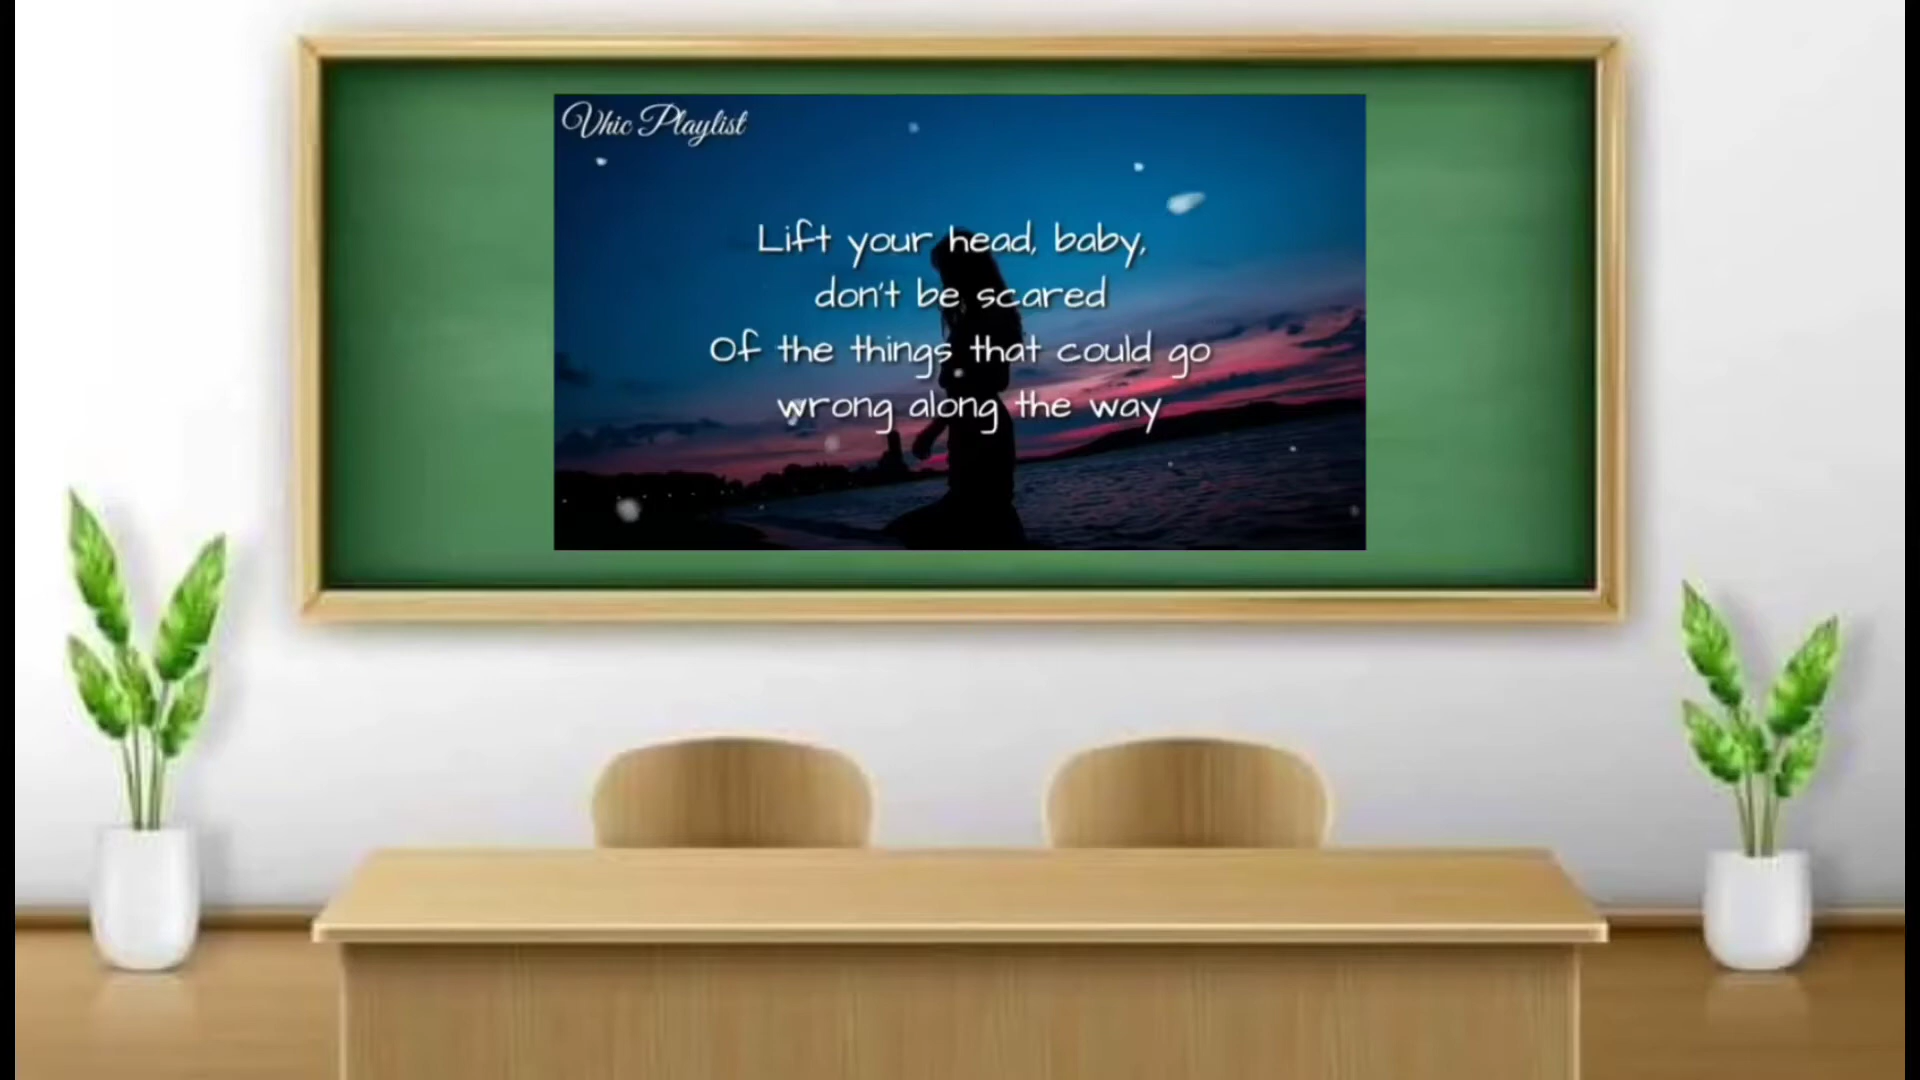 Vhic Playlist
Lift your head, baby,
don't be scared
Of the things that could go
wrong along the way